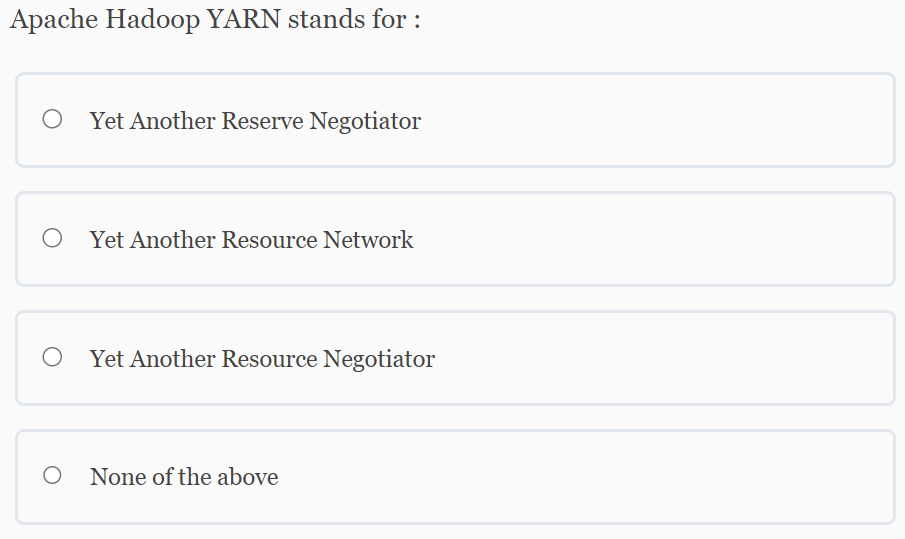 Apache Hadoop YARN stands for :
Yet Another Reserve Negotiator
Yet Another Resource Network
Yet Another Resource Negotiator
None of the above